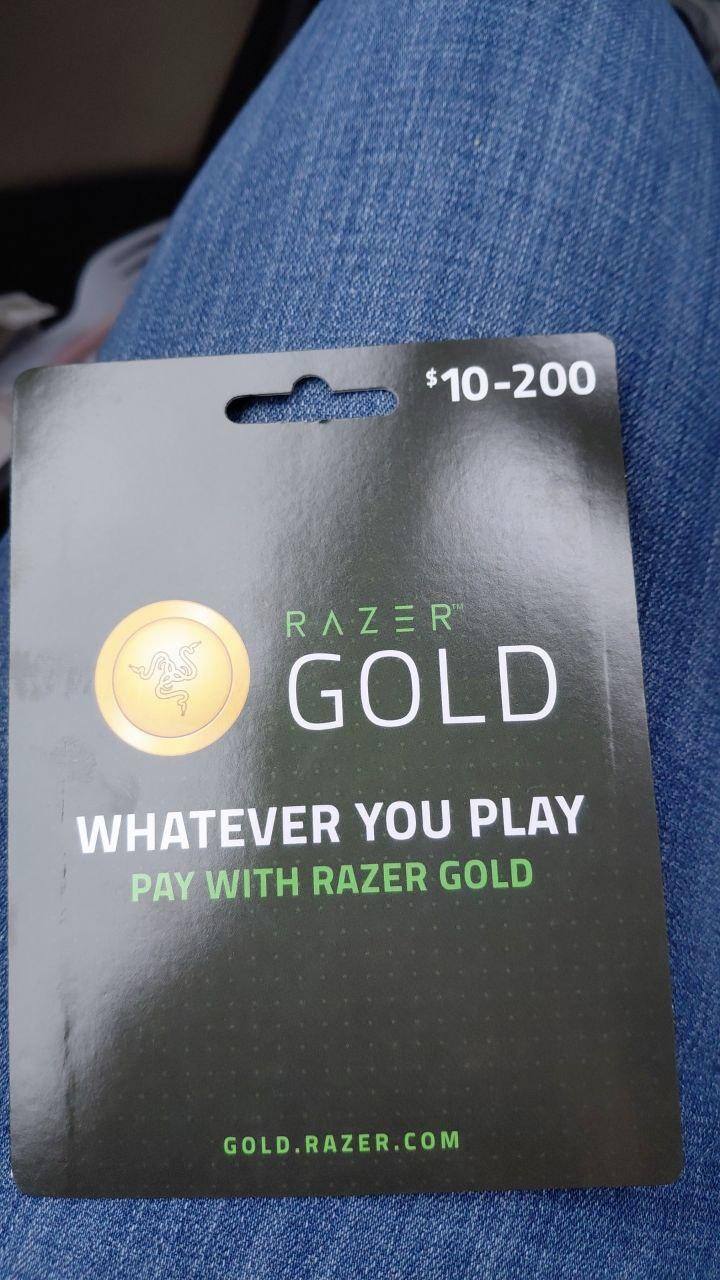 $10-200
RAZER™
GOLD
WHATEVER YOU PLAY
PAY WITH RAZER GOLD
GOLD.RAZER.COM